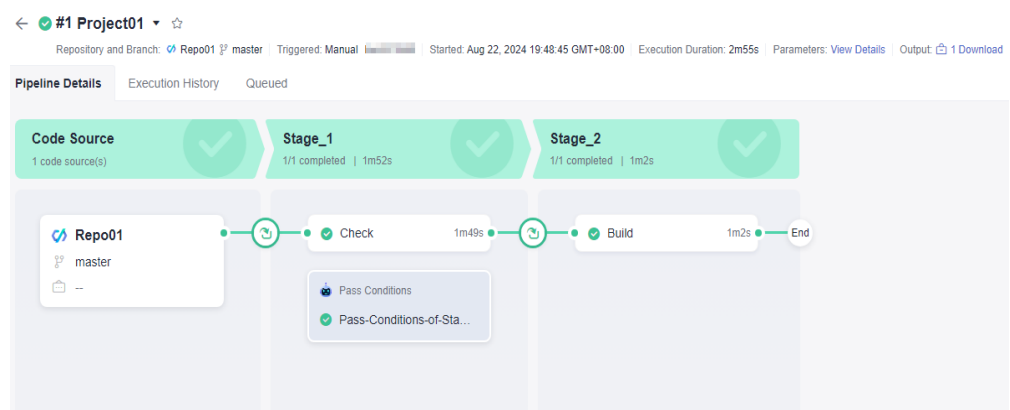 #1 Project01
Repository and Branch: Repo01 master Triggered: Manual Started: Aug 22, 2024 19:48:45 GMT+08:00 Execution Duration: 2m55s Parameters: View Details Output: 1 Download
Pipeline Details Execution History Queued
Code Source
1 code source(s)
Stage_1
1/1 completed | 1m52s
Stage_2
1/1 completed | 1m2s
Repo01
master
--
Check 1m49s
Pass Conditions
Pass-Conditions-of-Sta...
Build 1m2s
End